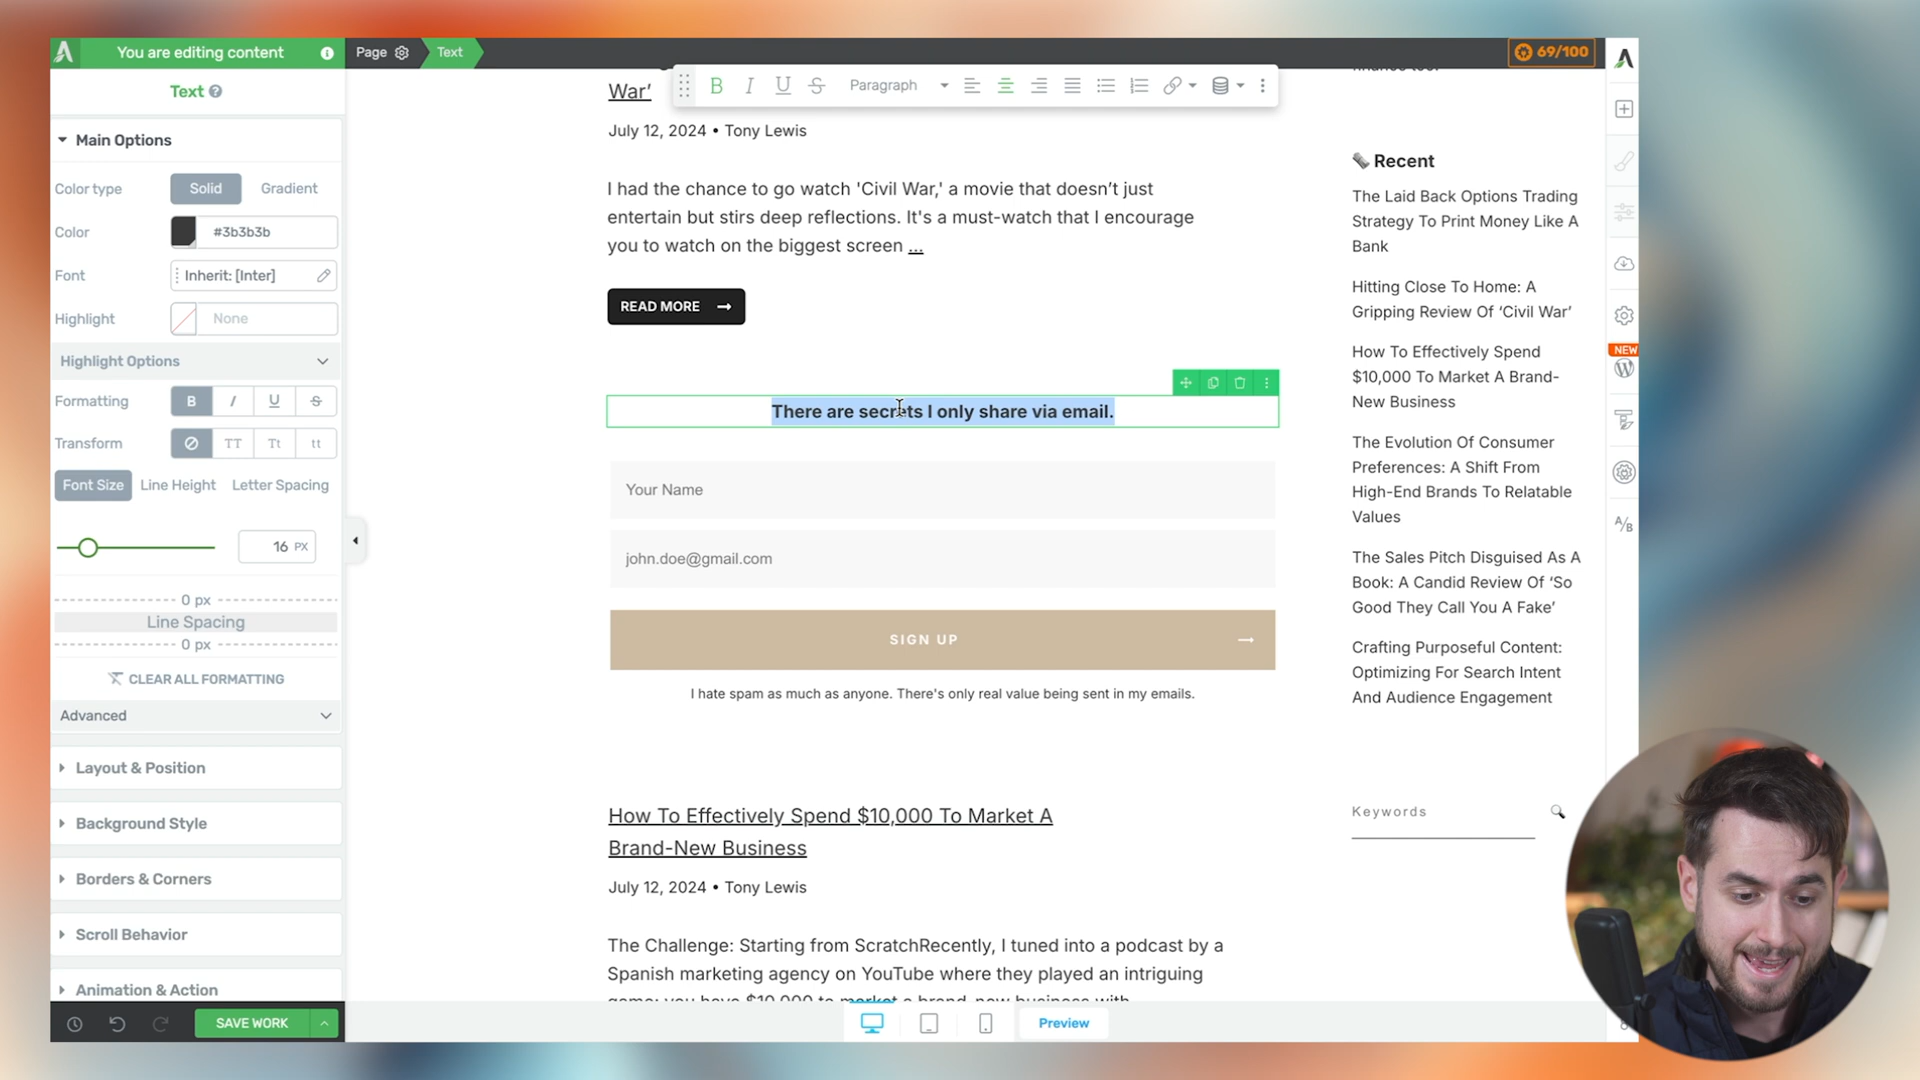 You are editing content
Page
Text
69/100
Text
Main Options
Color type
Solid
Gradient
Color
#3b3b3b
Font
Inherit: [Inter]
Highlight
None
Highlight Options
Formatting
B
I
U
S
Transform
TT
Tt
tt
Font Size
Line Height
Letter Spacing
16 PX
0 px
Line Spacing
0 px
CLEAR ALL FORMATTING
Advanced
Layout & Position
Background Style
Borders & Corners
Scroll Behavior
Animation & Action
SAVE WORK
B
I
U
S
Paragraph
War’
July 12, 2024 • Tony Lewis
I had the chance to go watch 'Civil War,' a movie that doesn’t just
entertain but stirs deep reflections. It's a must-watch that I encourage
you to watch on the biggest screen ...
READ MORE
There are secrets I only share via email.
Your Name
john.doe@gmail.com
SIGN UP
I hate spam as much as anyone. There's only real value being sent in my emails.
How To Effectively Spend $10,000 To Market A
Brand-New Business
July 12, 2024 • Tony Lewis
The Challenge: Starting from ScratchRecently, I tuned into a podcast by a
Spanish marketing agency on YouTube where they played an intriguing
game: you have $10,000 to market a brand-new business with
Preview
Recent
The Laid Back Options Trading
Strategy To Print Money Like A
Bank
Hitting Close To Home: A
Gripping Review Of ‘Civil War’
How To Effectively Spend
$10,000 To Market A Brand-
New Business
The Evolution Of Consumer
Preferences: A Shift From
High-End Brands To Relatable
Values
The Sales Pitch Disguised As A
Book: A Candid Review Of ‘So
Good They Call You A Fake’
Crafting Purposeful Content:
Optimizing For Search Intent
And Audience Engagement
Keywords
NEW
A/B